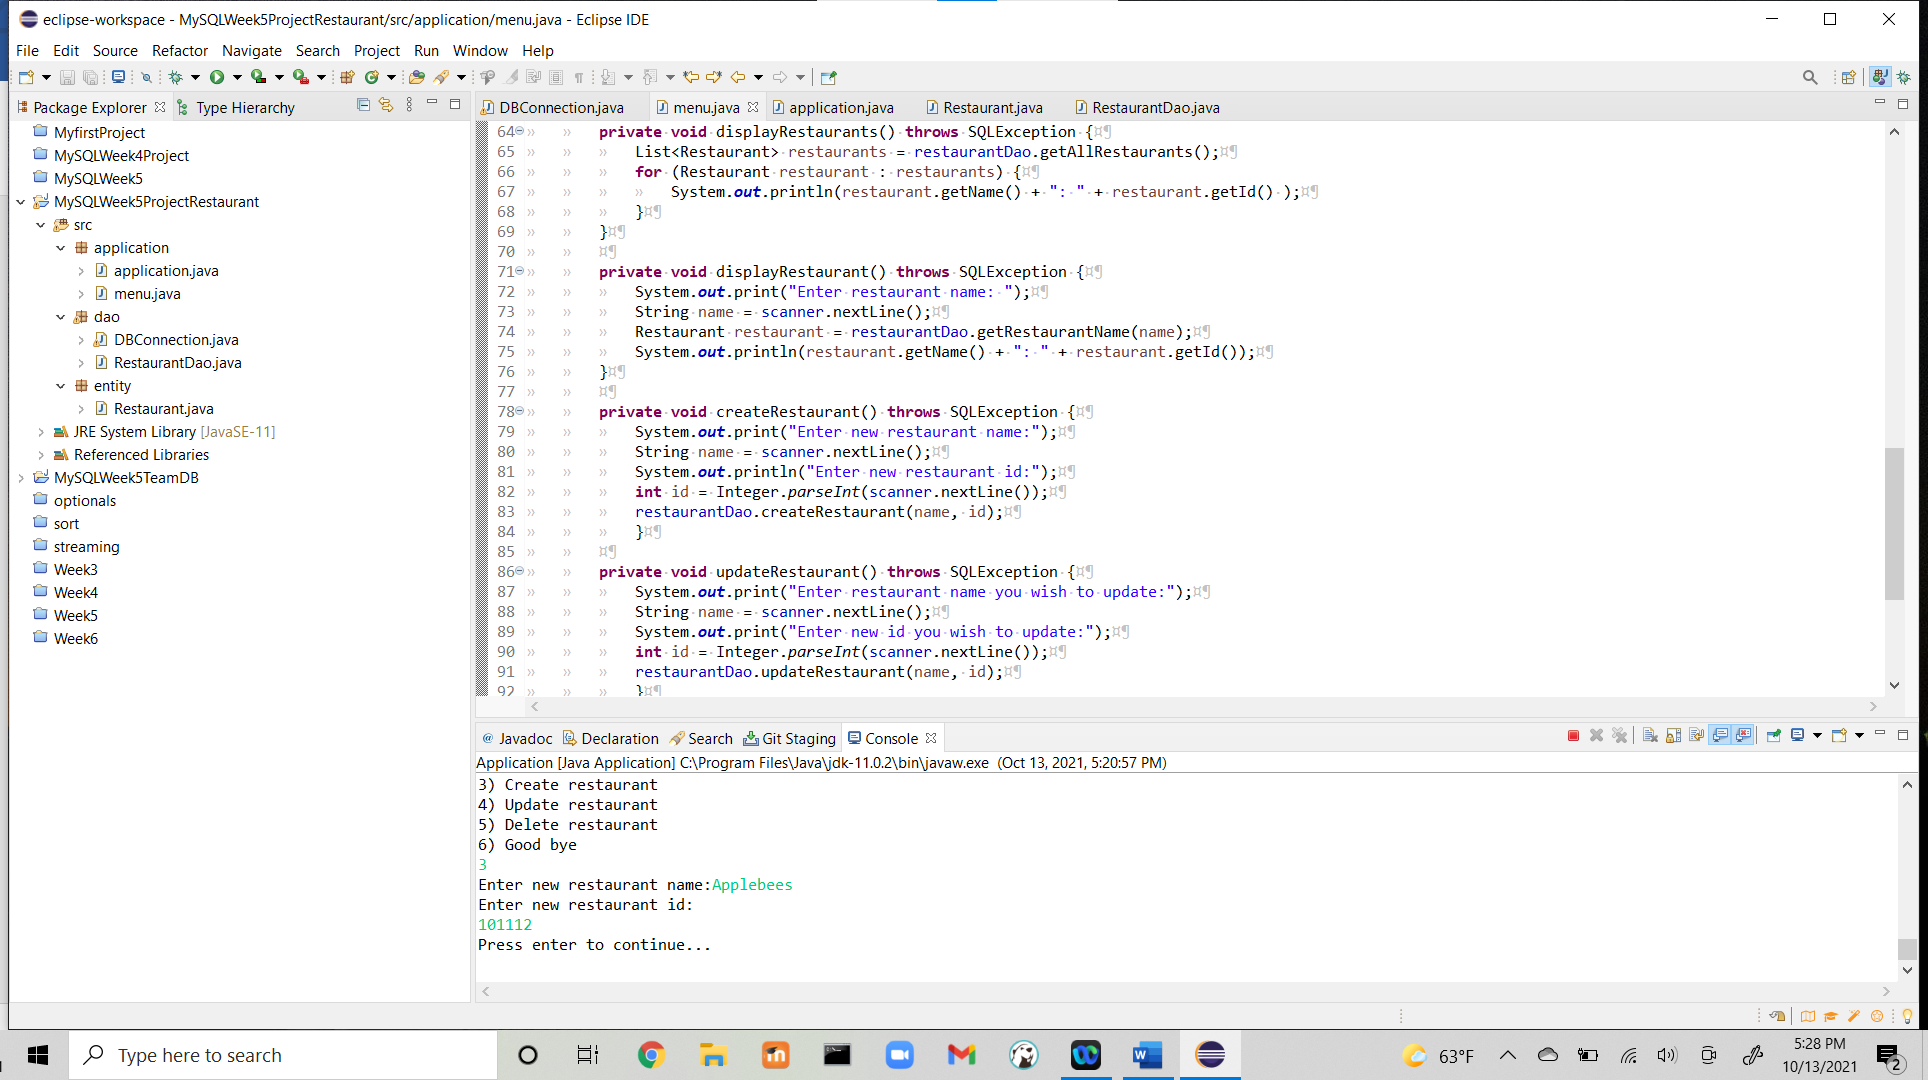 eclipse-workspace - MySQLWeek5ProjectRestaurant/src/application/menu.java - Eclipse IDE
File Edit Source Refactor Navigate Search Project Run Window Help
Package Explorer Type Hierarchy
MyfirstProject
MySQLWeek4Project
MySQLWeek5
MySQLWeek5ProjectRestaurant
src
application
application.java
menu.java
dao
DBConnection.java
RestaurantDao.java
entity
Restaurant.java
JRE System Library [JavaSE-11]
Referenced Libraries
MySQLWeek5TeamDB
optionals
sort
streaming
Week3
Week4
Week5
Week6
DBConnection.java menu.java application.java Restaurant.java RestaurantDao.java
64 private void displayRestaurants() throws SQLException {
65 List<Restaurant> restaurants = restaurantDao.getAllRestaurants();
66 for (Restaurant restaurant : restaurants) {
67 System.out.println(restaurant.getName() + ": " + restaurant.getId() );
68 }
69 }
70
71 private void displayRestaurant() throws SQLException {
72 System.out.print("Enter restaurant name: ");
73 String name = scanner.nextLine();
74 Restaurant restaurant = restaurantDao.getRestaurantName(name);
75 System.out.println(restaurant.getName() + ": " + restaurant.getId());
76 }
77
78 private void createRestaurant() throws SQLException {
79 System.out.print("Enter new restaurant name:");
80 String name = scanner.nextLine();
81 System.out.println("Enter new restaurant id:");
82 int id = Integer.parseInt(scanner.nextLine());
83 restaurantDao.createRestaurant(name, id);
84 }
85
86 private void updateRestaurant() throws SQLException {
87 System.out.print("Enter restaurant name you wish to update:");
88 String name = scanner.nextLine();
89 System.out.print("Enter new id you wish to update:");
90 int id = Integer.parseInt(scanner.nextLine());
91 restaurantDao.updateRestaurant(name, id);
92 }
@ Javadoc Declaration Search Git Staging Console
Application [Java Application] C:\Program Files\Java\jdk-11.0.2\bin\javaw.exe (Oct 13, 2021, 5:20:57 PM)
3) Create restaurant
4) Update restaurant
5) Delete restaurant
6) Good bye
3
Enter new restaurant name:Applebees
Enter new restaurant id:
101112
Press enter to continue...
Type here to search
63°F
5:28 PM
10/13/2021
2